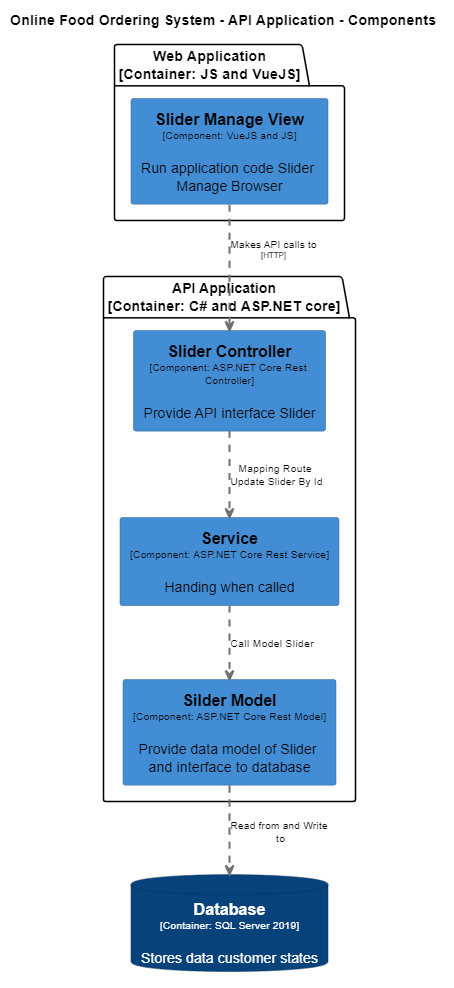 Online Food Ordering System - API Application - Components
Web Application
[Container: JS and VueJS]
Slider Manage View
[Component: VueJS and JS]
Run application code Slider
Manage Browser
Makes API calls to
[HTTP]
API Application
[Container: C# and ASP.NET core]
Slider Controller
[Component: ASP.NET Core Rest
Controller]
Provide API interface Slider
Mapping Route
Update Slider By Id
Service
[Component: ASP.NET Core Rest Service]
Handing when called
Call Model Slider
Silder Model
[Component: ASP.NET Core Rest Model]
Provide data model of Slider
and interface to database
Read from and Write
to
Database
[Container: SQL Server 2019]
Stores data customer states